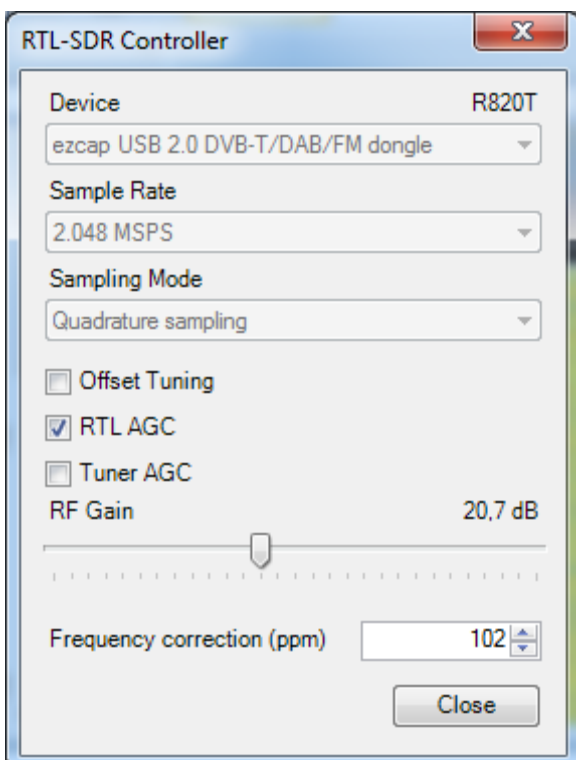 RTL-SDR Controller
Device R820T
ezcap USB 2.0 DVB-T/DAB/FM dongle
Sample Rate
2.048 MSPS
Sampling Mode
Quadrature sampling
Offset Tuning
RTL AGC
Tuner AGC
RF Gain 20,7 dB
Frequency correction (ppm) 102
Close